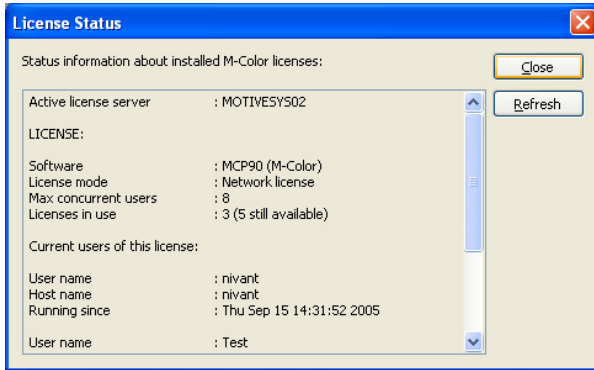 License Status
Status information about installed M-Color licenses:
Close
Refresh
Active license server : MOTIVESYS02
LICENSE:
Software : MCP90 (M-Color)
License mode : Network license
Max concurrent users : 8
Licenses in use : 3 (5 still available)
Current users of this license:
User name : nivant
Host name : nivant
Running since : Thu Sep 15 14:31:52 2005
User name : Test